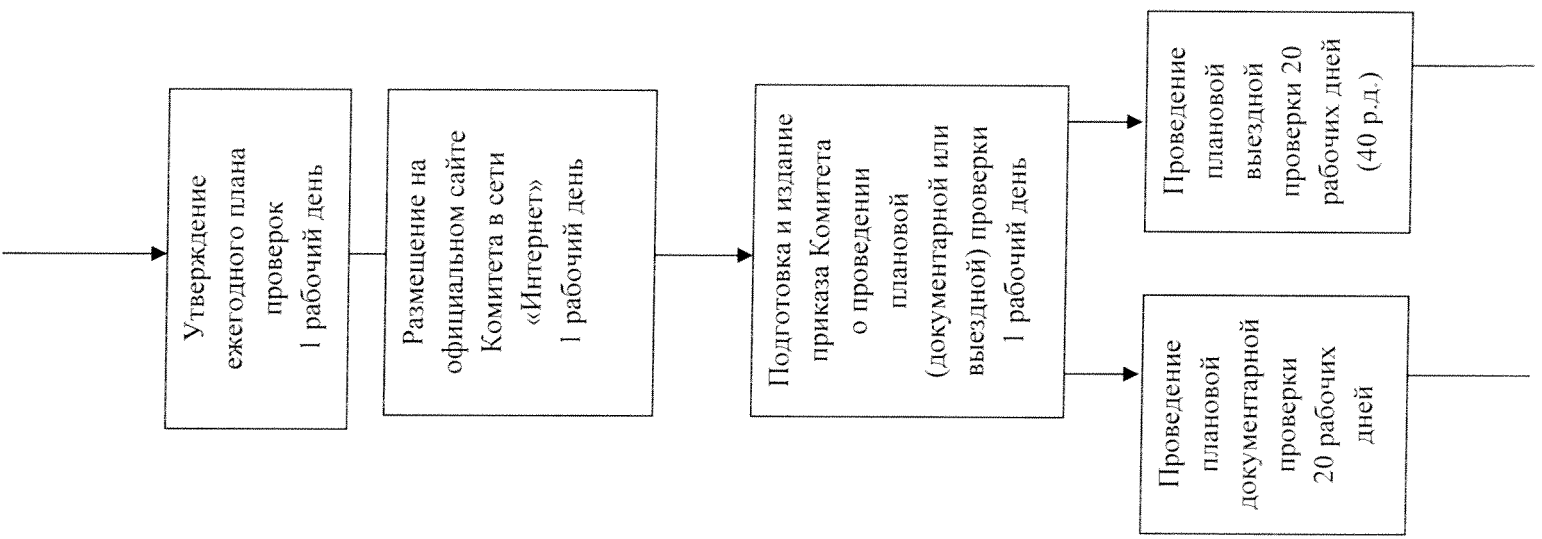 Утверждение
ежегодного плана
проверок
1 рабочий день
Размещение на
официальном сайте
Комитета в сети
«Интернет»
1 рабочий день
Подготовка и издание
приказа Комитета
о проведении
плановой
(документарной или
выездной) проверки
1 рабочий день
Проведение
плановой
документарной
проверки
20 рабочих
дней
Проведение
плановой
выездной
проверки 20
рабочих дней
(40 р.д.)